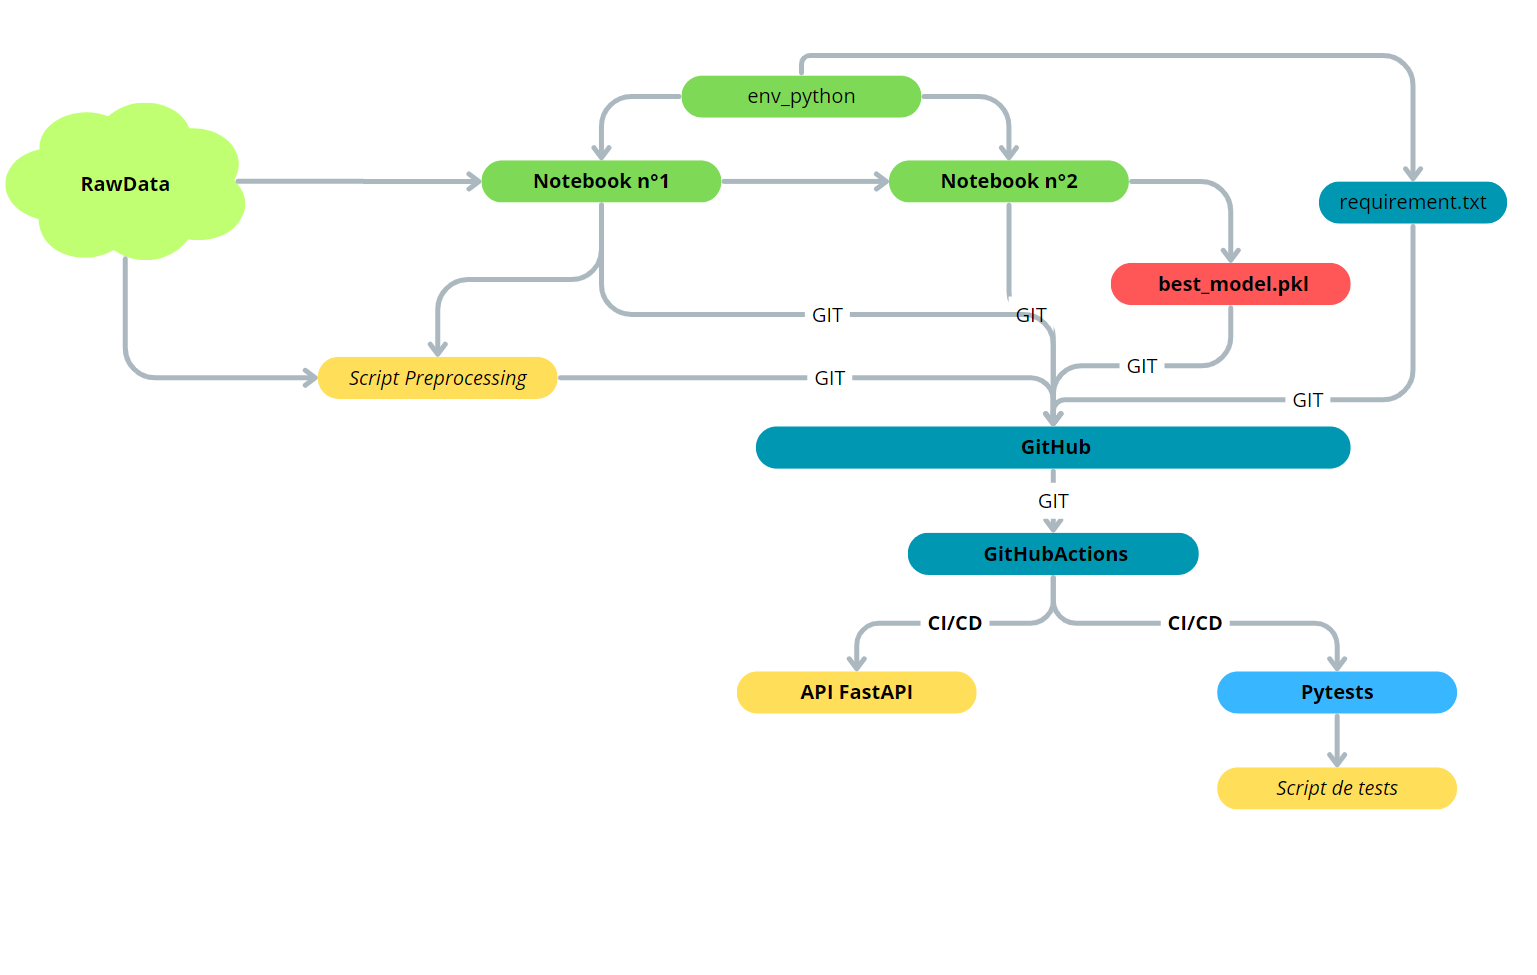 env_python
RawData
Notebook n°1
Notebook n°2
requirement.txt
best_model.pkl
GIT
GIT
GIT
Script Preprocessing
GIT
GIT
GitHub
GIT
GitHubActions
CI/CD
CI/CD
API FastAPI
Pytests
Script de tests